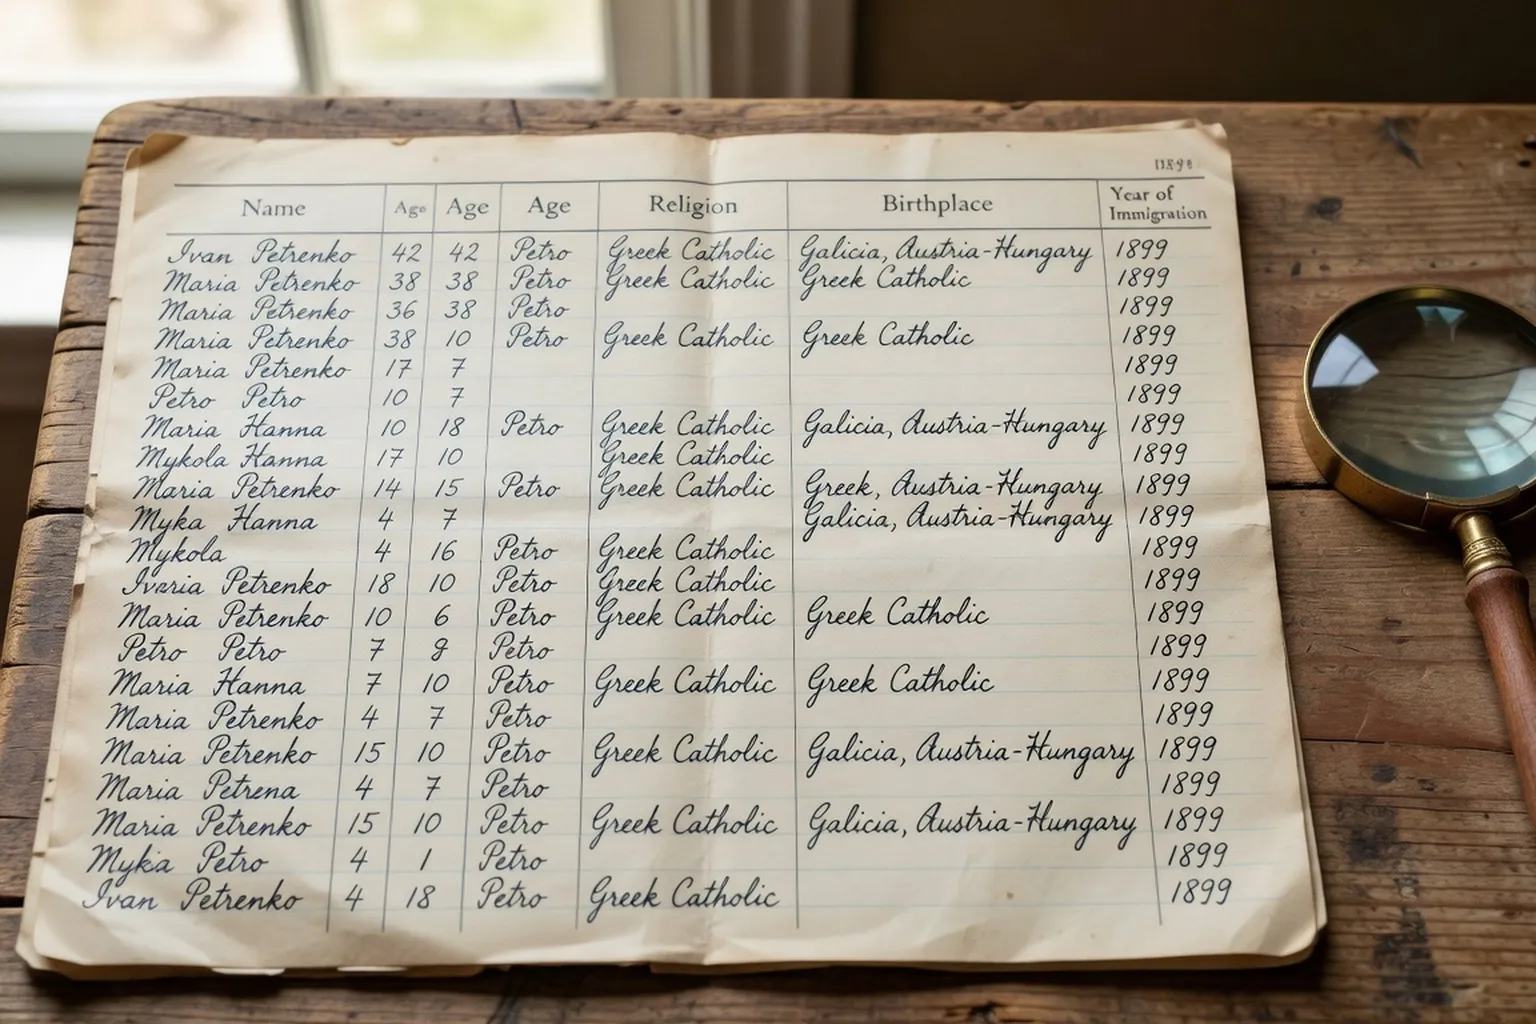 Name Age Age Age Religion Birthplace Year of Immigration
Ivan Petrenko 42 42 Petro Greek Catholic Galicia, Austria-Hungary 1899
Maria Petrenko 38 38 Petro Greek Catholic Greek Catholic 1899
Maria Petrenko 36 38 Petro 1899
Maria Petrenko 38 10 Petro Greek Catholic Greek Catholic 1899
Maria Petrenko 17 7 1899
Petro Petro 10 7 1899
Maria Hanna 10 18 Petro Greek Catholic Galicia, Austria-Hungary 1899
Mykola Hanna 17 10 Greek Catholic 1899
Maria Petrenko 14 15 Petro Greek Catholic Greek, Austria-Hungary 1899
Myka Hanna 4 7 Galicia, Austria-Hungary 1899
Mykola 4 16 Petro Greek Catholic 1899
Petrenko 18 10 Petro Greek Catholic 1899
Maria Petrenko 10 6 Petro Greek Catholic Greek Catholic 1899
Petro Petro 7 Petro 1899
Maria Hanna 7 10 Petro Greek Catholic Greek Catholic 1899
Maria Petrenko 4 7 Petro 1899
Maria Petrenko 15 10 Petro Greek Catholic Galicia, Austria-Hungary 1899
Maria Petrena 4 7 Petro 1899
Maria Petrenko 15 10 Petro Greek Catholic Galicia, Austria-Hungary 1899
Myka Petro 4 1 Petro 1899
Ivan Petrenko 4 18 Petro Greek Catholic 1899